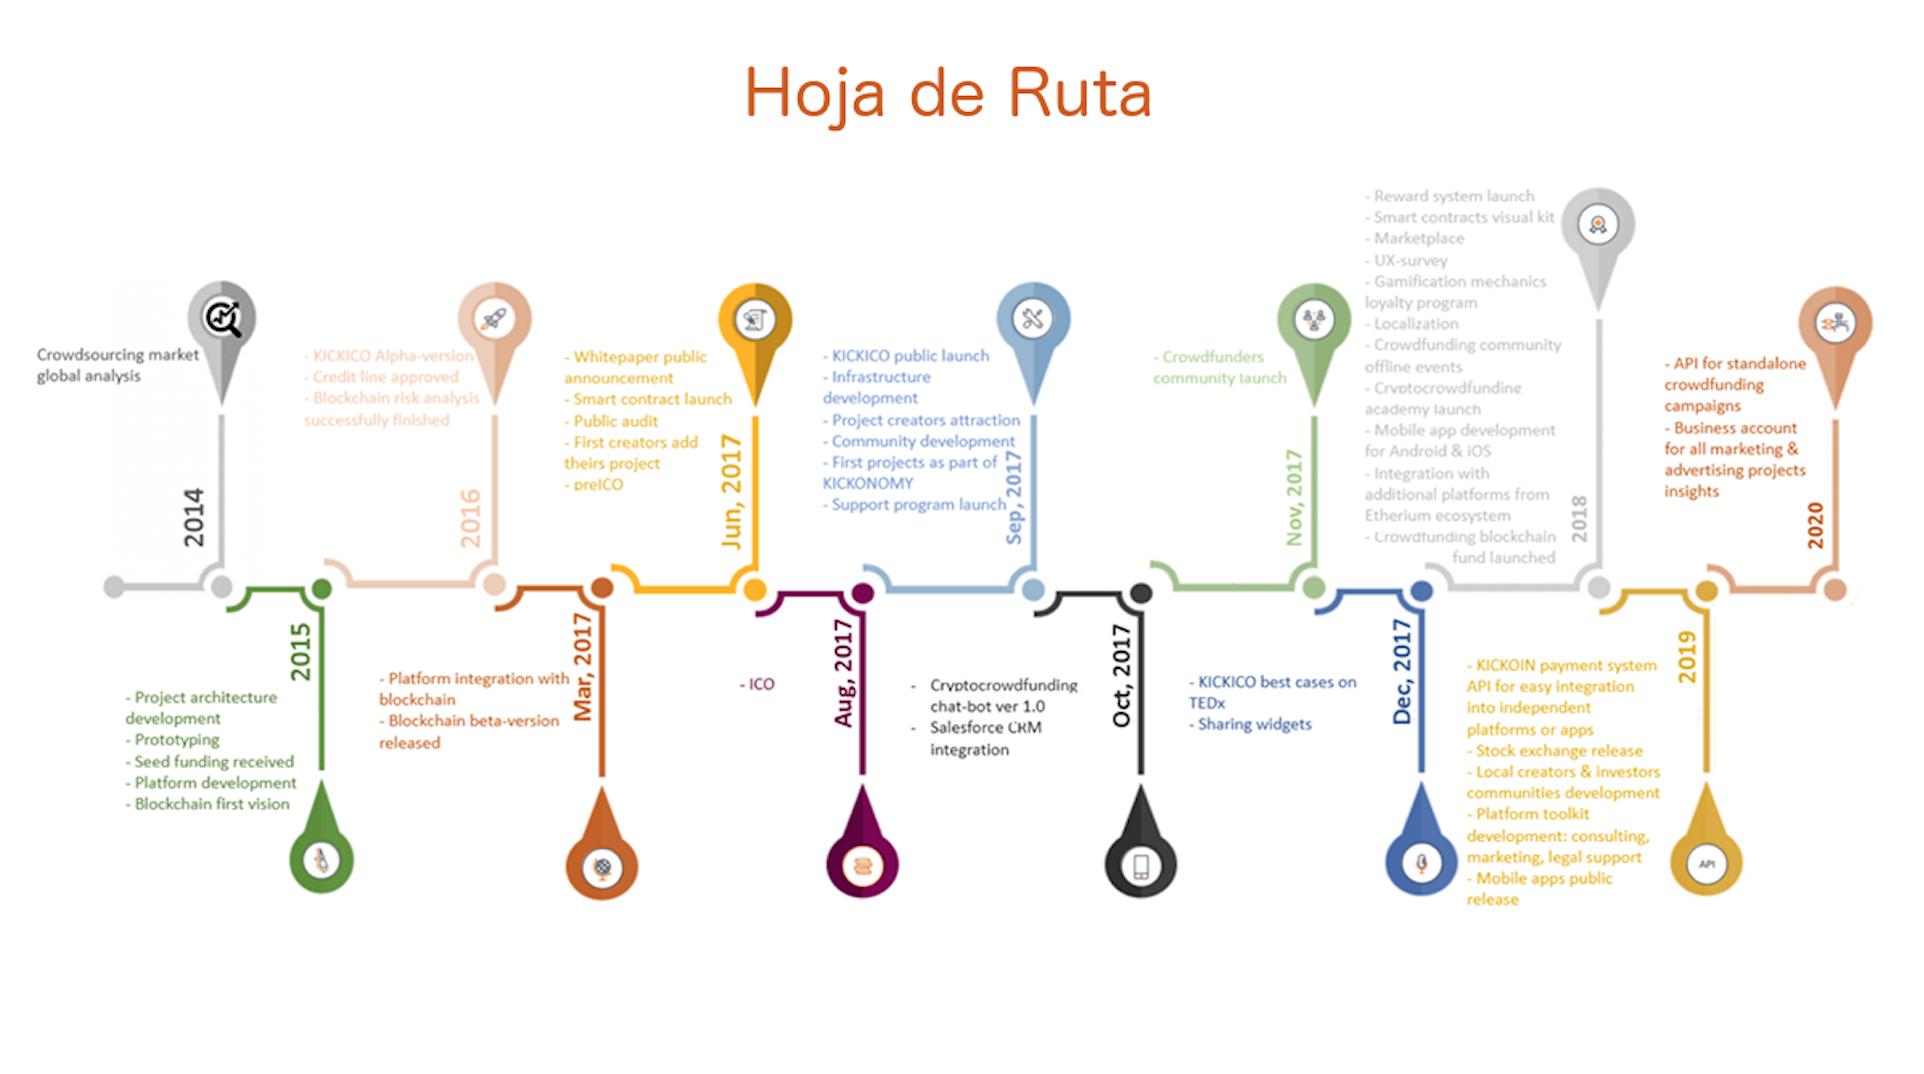 Hoja de Ruta
Crowdsourcing market
global analysis
2014
- Project architecture
development
- Prototyping
- Seed funding received
- Platform development
- Blockchain first vision
2015
- KICKICO Alpha-version
- Credit line approved
- Blockchain risk analysis
successfully finished
2016
- Platform integration with
blockchain
- Blockchain beta-version
released
Mar, 2017
- Whitepaper public
announcement
- Smart contract launch
- Public audit
- First creators add
theirs project
- preICO
Jun, 2017
- ICO
Aug, 2017
- KICKICO public launch
- Infrastructure
development
- Project creators attraction
- Community development
- First projects as part of
KICKONOMY
- Support program launch
Sep, 2017
- Cryptocrowdfunding
chat-bot ver 1.0
- Salesforce CRM
integration
Oct, 2017
- Crowdfunders
community launch
Nov, 2017
- KICKICO best cases on
TEDx
- Sharing widgets
Dec, 2017
- Reward system launch
- Smart contracts visual kit
- Marketplace
- UX-survey
- Gamification mechanics
loyalty program
- Localization
- Crowdfunding community
offline events
- Cryptocrowdfunding
academy launch
- Mobile app development
for Android & iOS
- Integration with
additional platforms from
Etherium ecosystem
- Crowdfunding blockchain
fund launched
2018
- KICKOIN payment system
API for easy integration
into independent
platforms or apps
- Stock exchange release
- Local creators & investors
communities development
- Platform toolkit
development: consulting,
marketing, legal support
- Mobile apps public
release
2019
API
- API for standalone
crowdfunding
campaigns
- Business account
for all marketing &
advertising projects
insights
2020